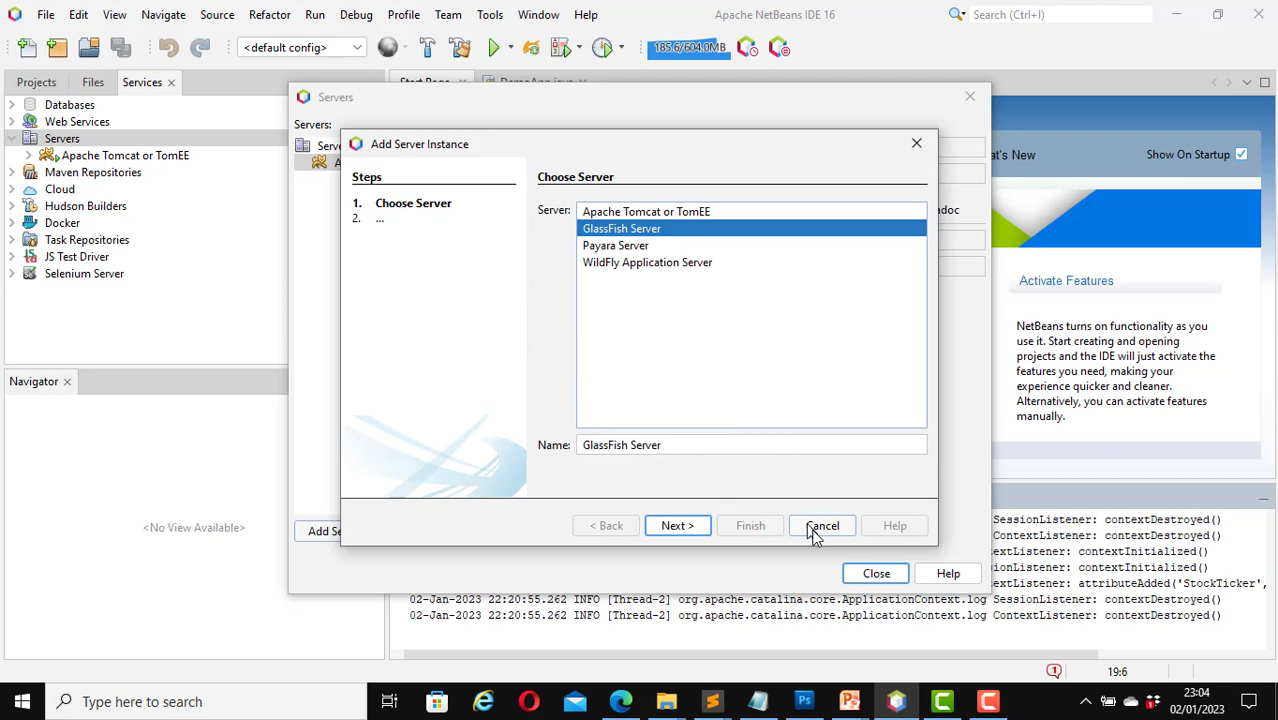 File Edit View Navigate Source Refactor Run Debug Profile Team Tools Window Help Apache NetBeans IDE 16 Search (Ctrl+I)
<default config> 185.6/604.0MB
Projects Files Services
Databases
Web Services
Servers
Apache Tomcat or TomEE
Maven Repositories
Cloud
Hudson Builders
Docker
Task Repositories
JS Test Driver
Selenium Server
Navigator
<No View Available>
Servers
Servers:
Add Server Instance
Steps
1. Choose Server
2. ...
Choose Server
Server:
Apache Tomcat or TomEE
GlassFish Server
Payara Server
WildFly Application Server
Name: GlassFish Server
< Back Next > Finish Cancel Help
Close Help
Show On Startup
Activate Features
NetBeans turns on functionality as you
use it. Start creating and opening
projects and the IDE will just activate the
features you need, making your
experience quicker and cleaner.
Alternatively, you can activate features
manually.
SessionListener: contextDestroyed()
ContextListener: contextDestroyed()
ContextListener: contextInitialized()
sionListener: contextInitialized()
ContextListener: attributeAdded('StockTicker',
02-Jan-2023 22:20:55.262 INFO [Thread-2] org.apache.catalina.core.ApplicationContext.log SessionListener: contextDestroyed()
02-Jan-2023 22:20:55.262 INFO [Thread-2] org.apache.catalina.core.ApplicationContext.log ContextListener: contextDestroyed()
19:6
Type here to search
23:04
02/01/2023